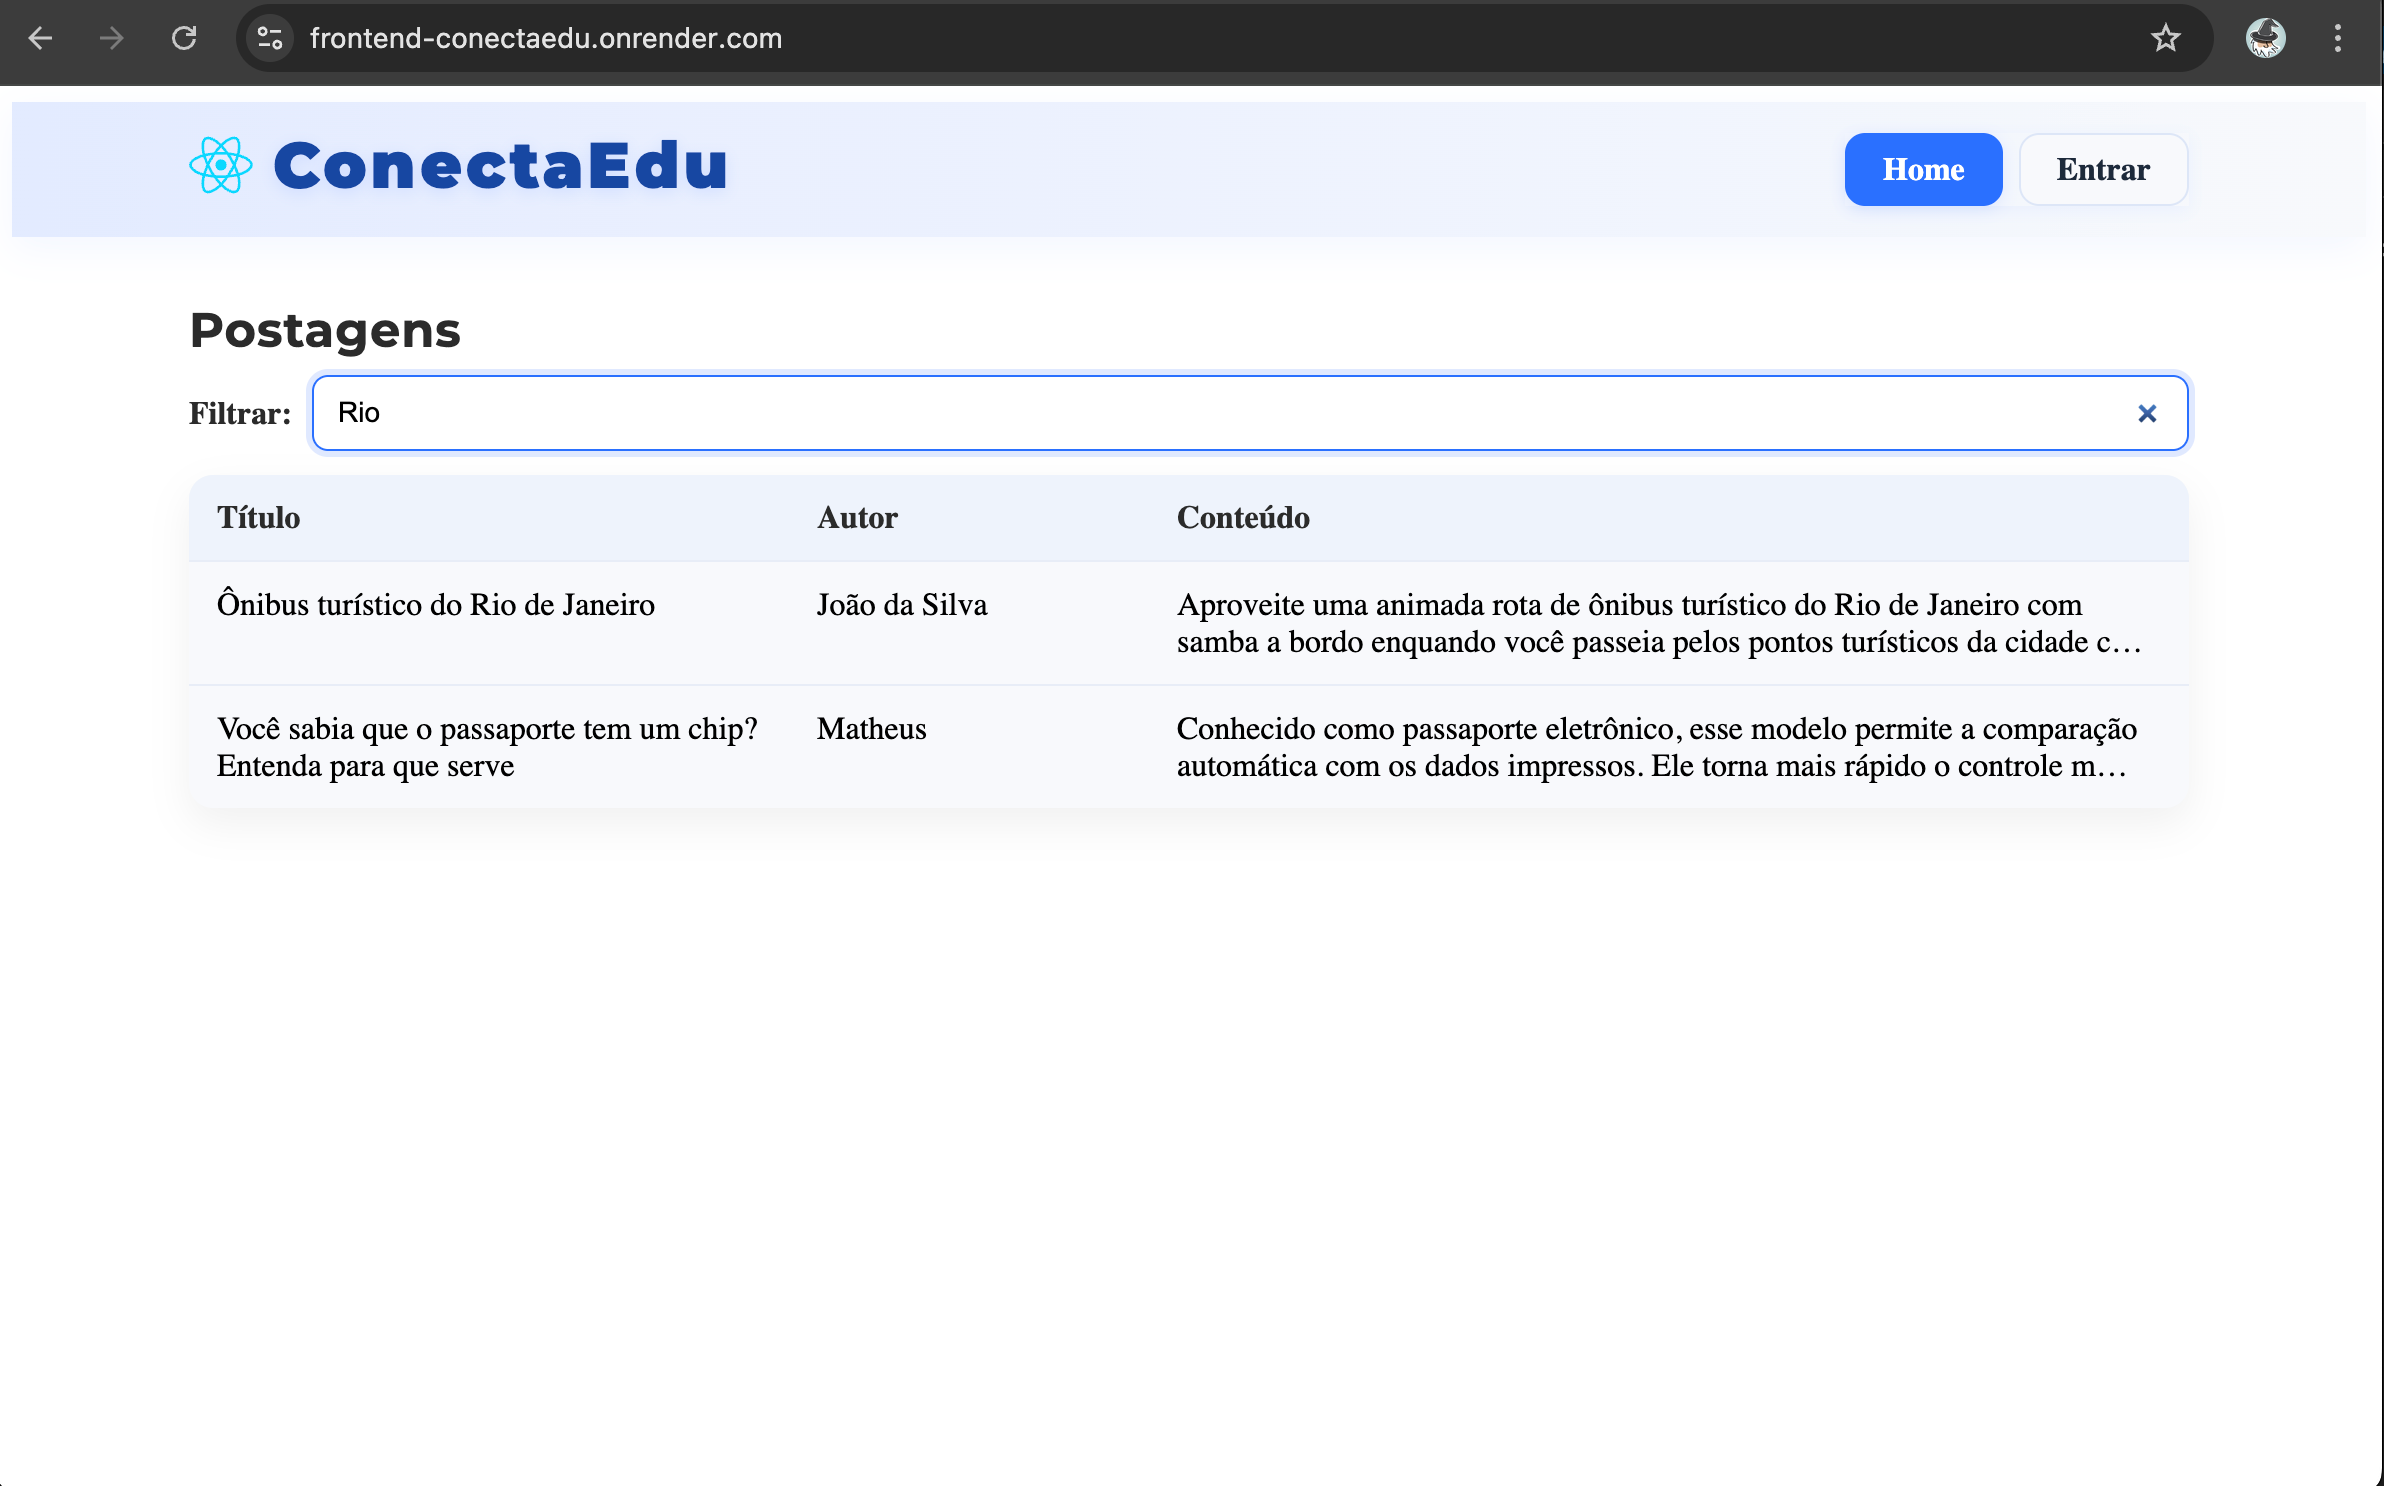 frontend-conectaedu.onrender.com
ConectaEdu
Home
Entrar
Postagens
Filtrar:
Rio
Título
Autor
Conteúdo
Ônibus turístico do Rio de Janeiro
João da Silva
Aproveite uma animada rota de ônibus turístico do Rio de Janeiro com
samba a bordo enquando você passeia pelos pontos turísticos da cidade c…
Você sabia que o passaporte tem um chip?
Entenda para que serve
Matheus
Conhecido como passaporte eletrônico, esse modelo permite a comparação
automática com os dados impressos. Ele torna mais rápido o controle m…